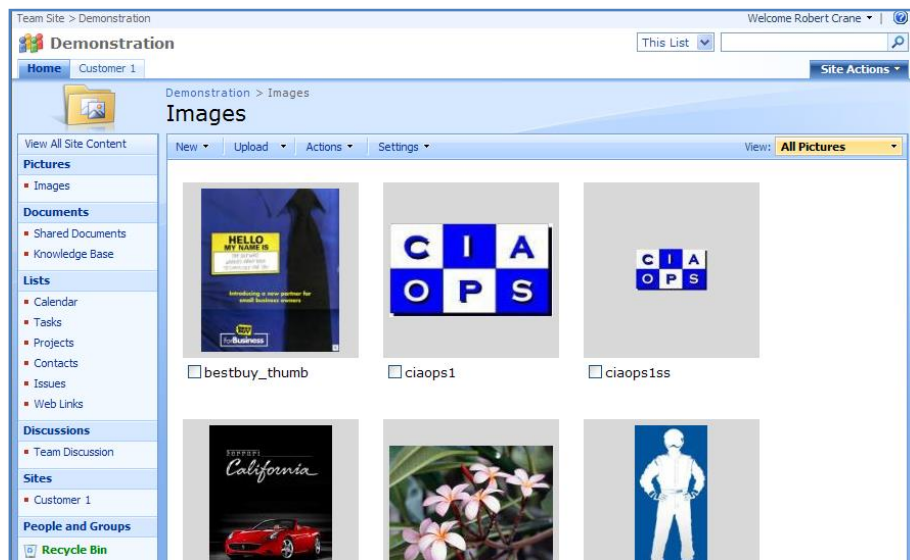 Team Site > Demonstration
Welcome Robert Crane
Demonstration
This List
Home
Customer 1
Site Actions
Demonstration > Images
Images
View All Site Content
New
Upload
Actions
Settings
View: All Pictures
Pictures
Images
Documents
Shared Documents
Knowledge Base
Lists
Calendar
Tasks
Projects
Contacts
Issues
Web Links
Discussions
Team Discussion
Sites
Customer 1
People and Groups
Recycle Bin
HELLO
MY NAME IS
Introducing a new partner for
small business owners
forBusiness
C I A
O P S
C I A
O P S
bestbuy_thumb
ciaops1
ciaops1ss
FERRARI
California